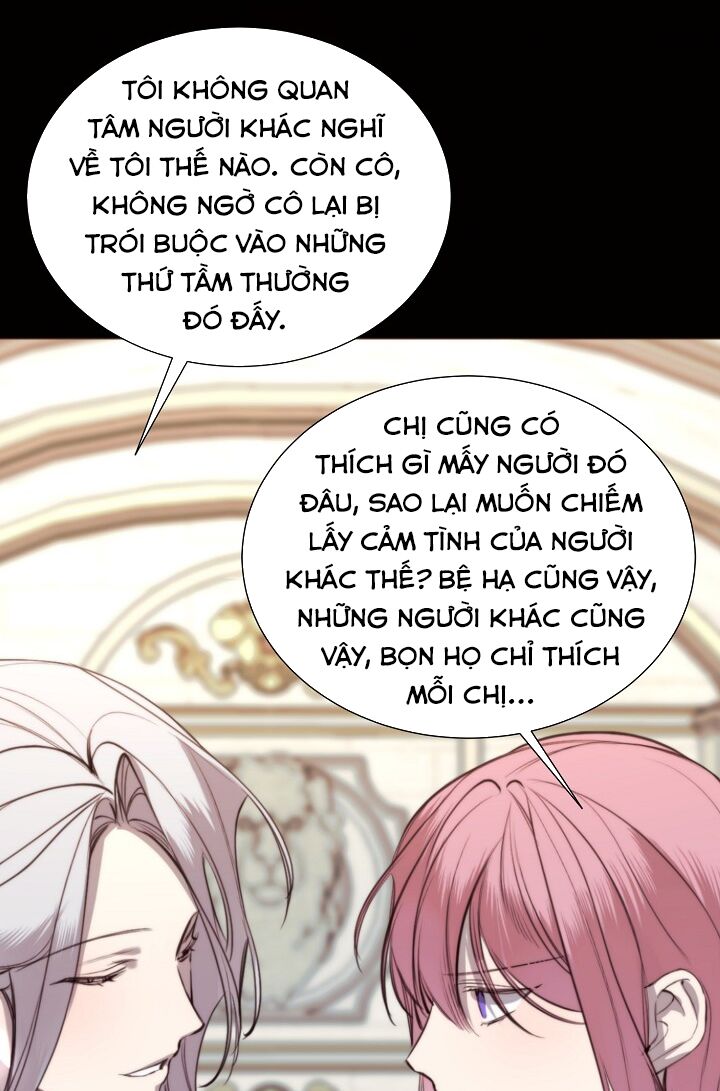 TÔI KHÔNG QUAN
TÂM NGƯỜI KHÁC NGHĨ
VỀ TÔI THẾ NÀO. CÒN CÔ,
KHÔNG NGỜ CÔ LẠI BỊ
TRÓI BUỘC VÀO NHỮNG
THỨ TẦM THƯỜNG
ĐÓ ĐẤY.
CHỊ CŨNG CÓ
THÍCH GÌ MẤY NGƯỜI ĐÓ
ĐÂU, SAO LẠI MUỐN CHIẾM
LẤY CẢM TÌNH CỦA NGƯỜI
KHÁC THẾ? BỆ HẠ CŨNG VẬY,
NHỮNG NGƯỜI KHÁC CŨNG
VẬY, BỌN HỌ CHỈ THÍCH
MỖI CHỊ...